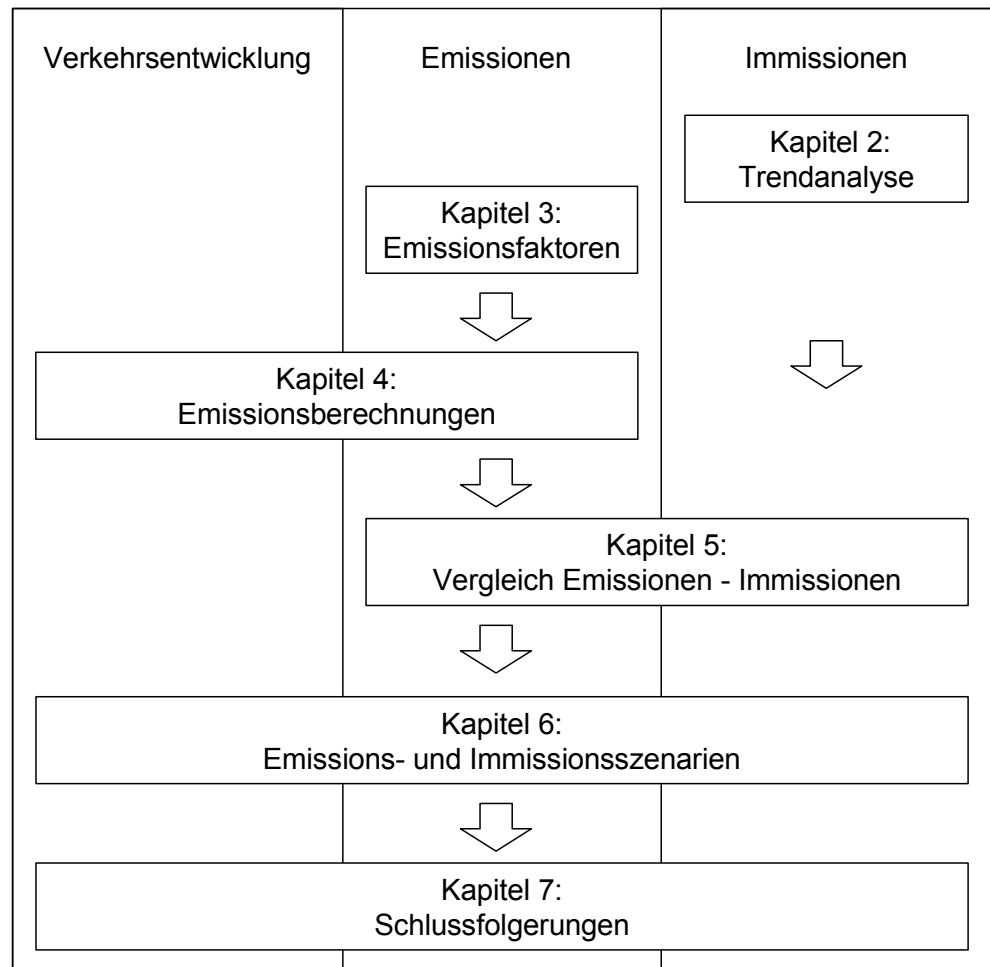 Verkehrsentwicklung
Emissionen
Immissionen
Kapitel 2:
Trendanalyse
Kapitel 3:
Emissionsfaktoren
Kapitel 4:
Emissionsberechnungen
Kapitel 5:
Vergleich Emissionen - Immissionen
Kapitel 6:
Emissions- und Immissionsszenarien
Kapitel 7:
Schlussfolgerungen